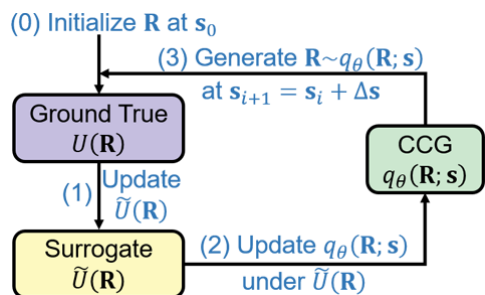 (0) Initialize R at s₀
(3) Generate R~qθ(R; s)
at sᵢ₊₁ = sᵢ + Δs
Ground True
U(R)
CCG
qθ(R; s)
(1) Update
Ũ(R)
Surrogate
Ũ(R)
(2) Update qθ(R; s)
under Ũ(R)